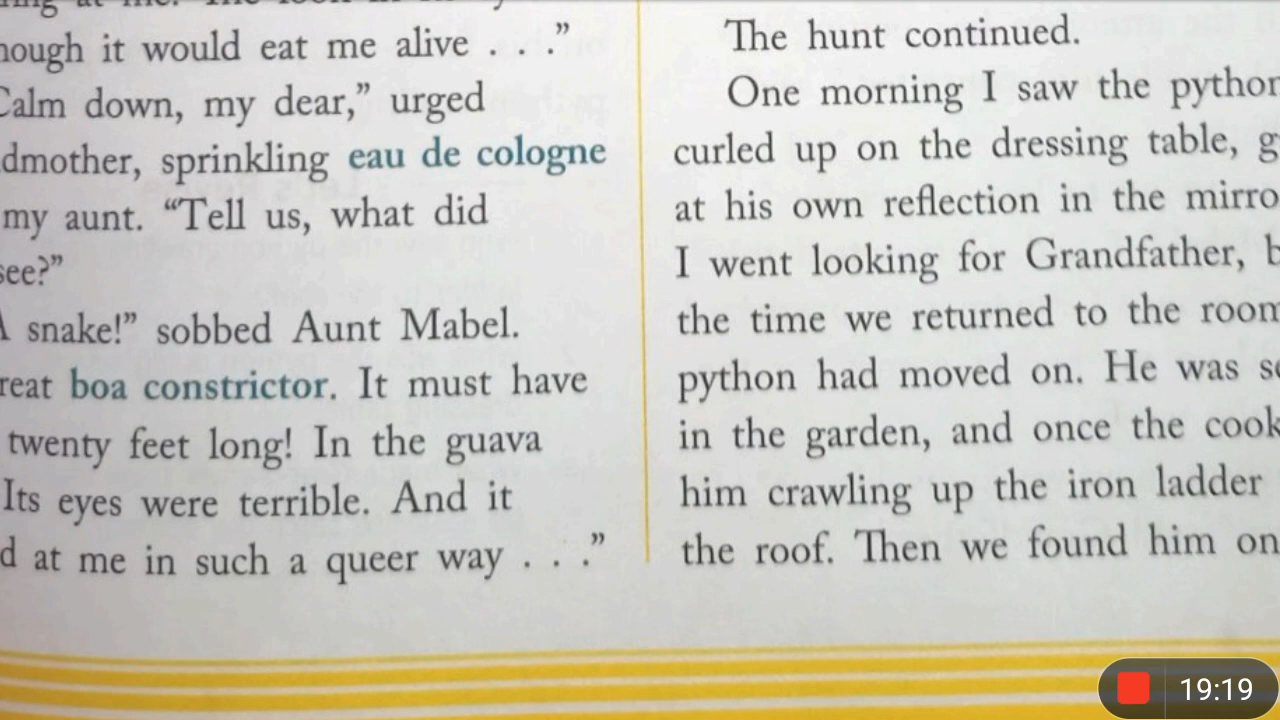 hough it would eat me alive . . .”
Calm down, my dear,” urged
dmother, sprinkling eau de cologne
my aunt. “Tell us, what did
see?”
A snake!” sobbed Aunt Mabel.
reat boa constrictor. It must have
twenty feet long! In the guava
Its eyes were terrible. And it
d at me in such a queer way . . .”
The hunt continued.
One morning I saw the python
curled up on the dressing table, g
at his own reflection in the mirro
I went looking for Grandfather, b
the time we returned to the room
python had moved on. He was se
in the garden, and once the cook
him crawling up the iron ladder
the roof. Then we found him on
19:19